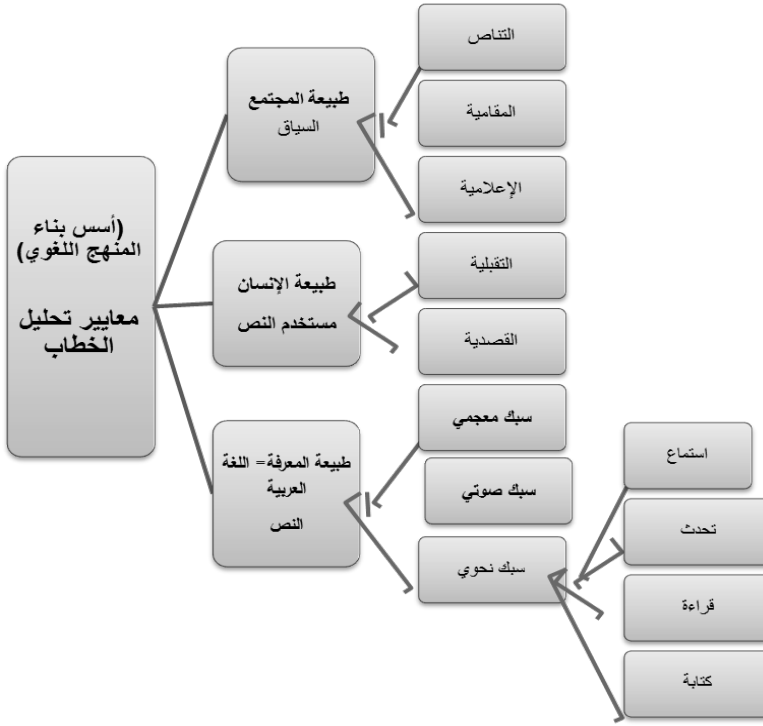 (أسس بناء
المنهج اللغوي)
معايير تحليل
الخطاب
طبيعة المجتمع
السياق
التناص
المقامية
الإعلامية
طبيعة الإنسان
مستخدم النص
التقبلية
القصدية
طبيعة المعرفة= اللغة
العربية
النص
سبك معجمي
سبك صوتي
سبك نحوي
استماع
تحدث
قراءة
كتابة